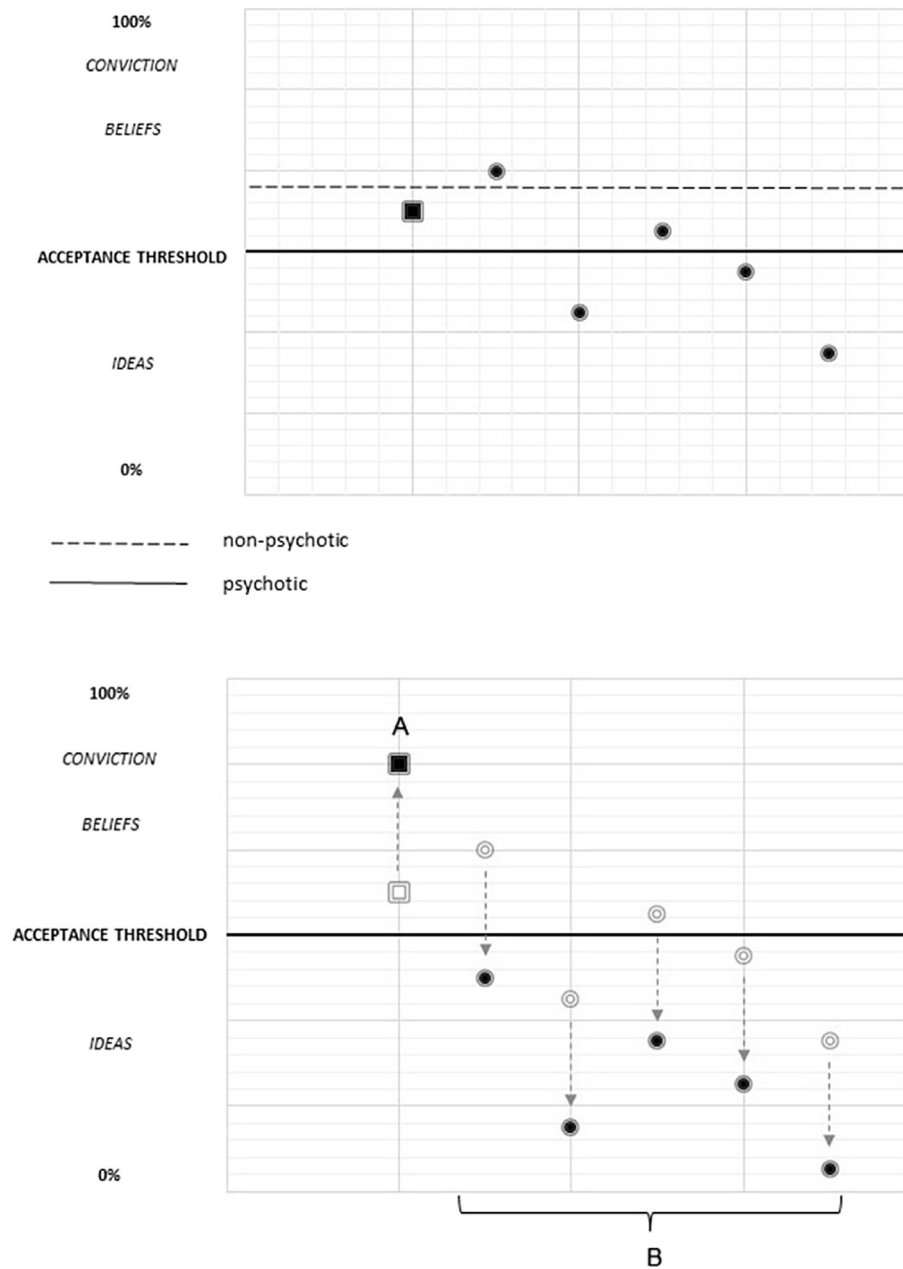 100%
CONVICTION
BELIEFS
ACCEPTANCE THRESHOLD
IDEAS
0%
non-psychotic
psychotic
100%
A
CONVICTION
BELIEFS
ACCEPTANCE THRESHOLD
IDEAS
0%
B